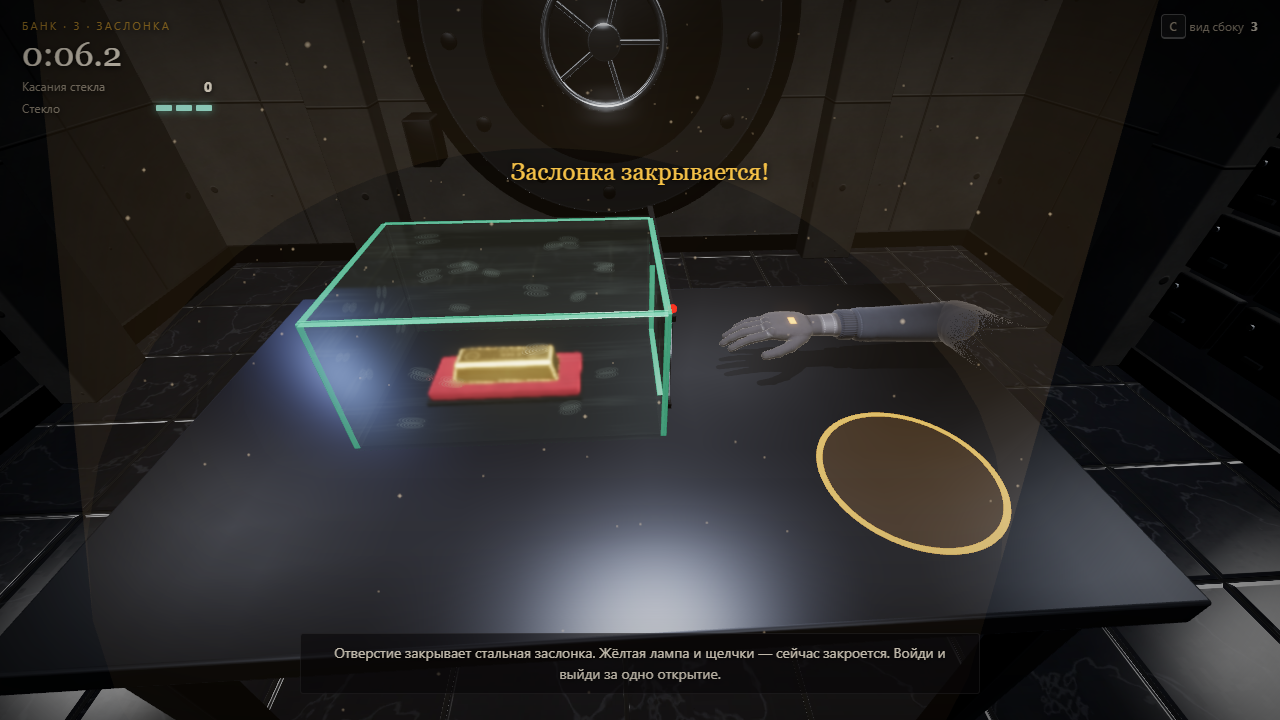 БАНК · 3 · ЗАСЛОНКА
0:06.2
Касания стекла 0
Стекло
C вид сбоку 3
Заслонка закрывается!
Отверстие закрывает стальная заслонка. Жёлтая лампа и щелчки — сейчас закроется. Войди и
выйди за одно открытие.